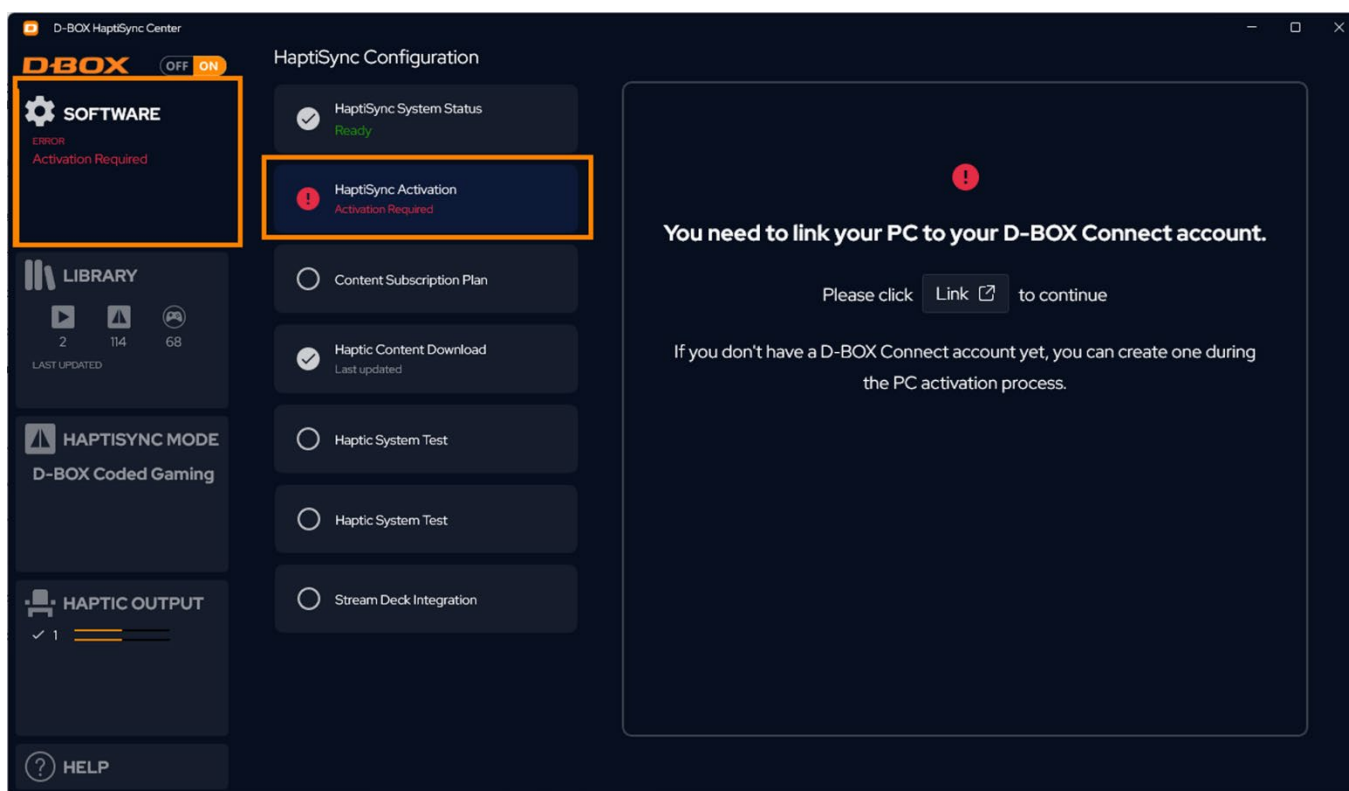 D-BOX HaptiSync Center
D-BOX
OFF ON
SOFTWARE
ERROR
Activation Required
LIBRARY
2 114 68
LAST UPDATED
HAPTISYNC MODE
D-BOX Coded Gaming
HAPTIC OUTPUT
1
HELP
HaptiSync Configuration
HaptiSync System Status
Ready
HaptiSync Activation
Activation Required
Content Subscription Plan
Haptic Content Download
Last updated
Haptic System Test
Haptic System Test
Stream Deck Integration
You need to link your PC to your D-BOX Connect account.
Please click Link to continue
If you don't have a D-BOX Connect account yet, you can create one during
the PC activation process.